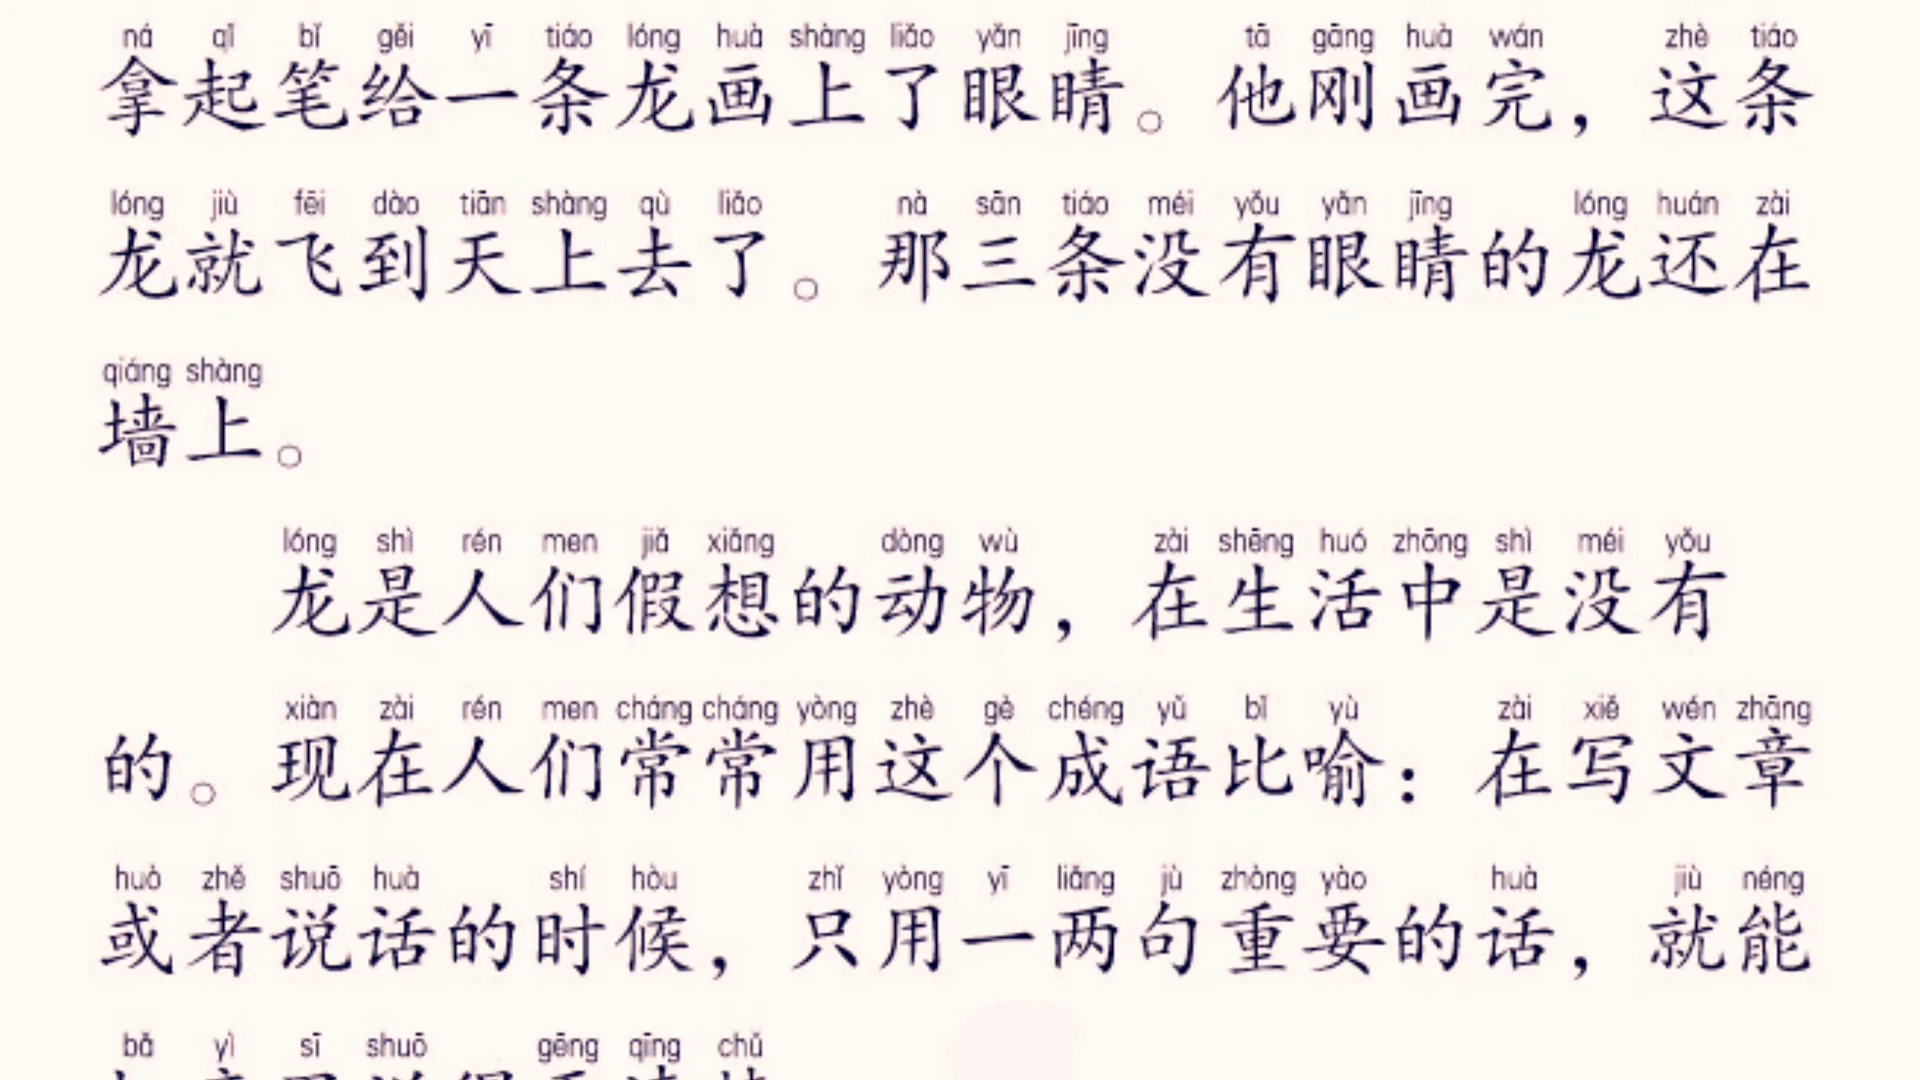 ná qǐ bǐ gěi yī tiáo lóng huà shàng liǎo yǎn jīng tā gāng huà wán zhè tiáo
拿起笔给一条龙画上了眼睛。他刚画完，这条
lóng jiù fēi dào tiān shàng qù liǎo nà sān tiáo méi yǒu yǎn jīng lóng huán zài
龙就飞到天上去了。那三条没有眼睛的龙还在
qiáng shàng
墙上。
lóng shì rén men jiǎ xiǎng dòng wù zài shēng huó zhōng shì méi yǒu
龙是人们假想的动物，在生活中是没有
xiàn zài rén men cháng cháng yòng zhè gè chéng yǔ bǐ yù zài xiě wén zhāng
的。现在人们常常用这个成语比喻：在写文章
huò zhě shuō huà shí hòu zhǐ yòng yī liǎng jù zhòng yào huà jiù néng
或者说话的时候，只用一两句重要的话，就能
bǎ yì sī shuō gēng qīng chǔ